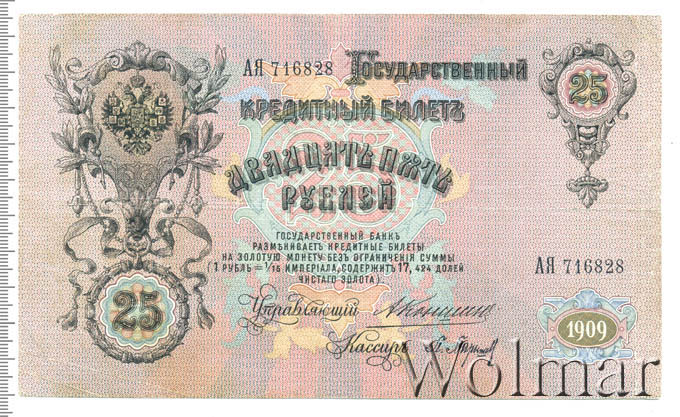 АЯ 716828 Государственный
25
Кредитный Билетъ
Двадцать пять
рублей
ГОСУДАРСТВЕННЫЙ БАНКЪ
РАЗМѢНИВАЕТЪ КРЕДИТНЫЕ БИЛЕТЫ
НА ЗОЛОТУЮ МОНЕТУ БЕЗЪ ОГРАНИЧЕНІЯ СУММЫ
(1 РУБЛЬ = 1/15 ИМПЕРІАЛА, СОДЕРЖИТЪ 17,424 ДОЛЕЙ
ЧИСТАГО ЗОЛОТА).
АЯ 716828
25
Управляющій
1909
Кассиръ
Wolmar